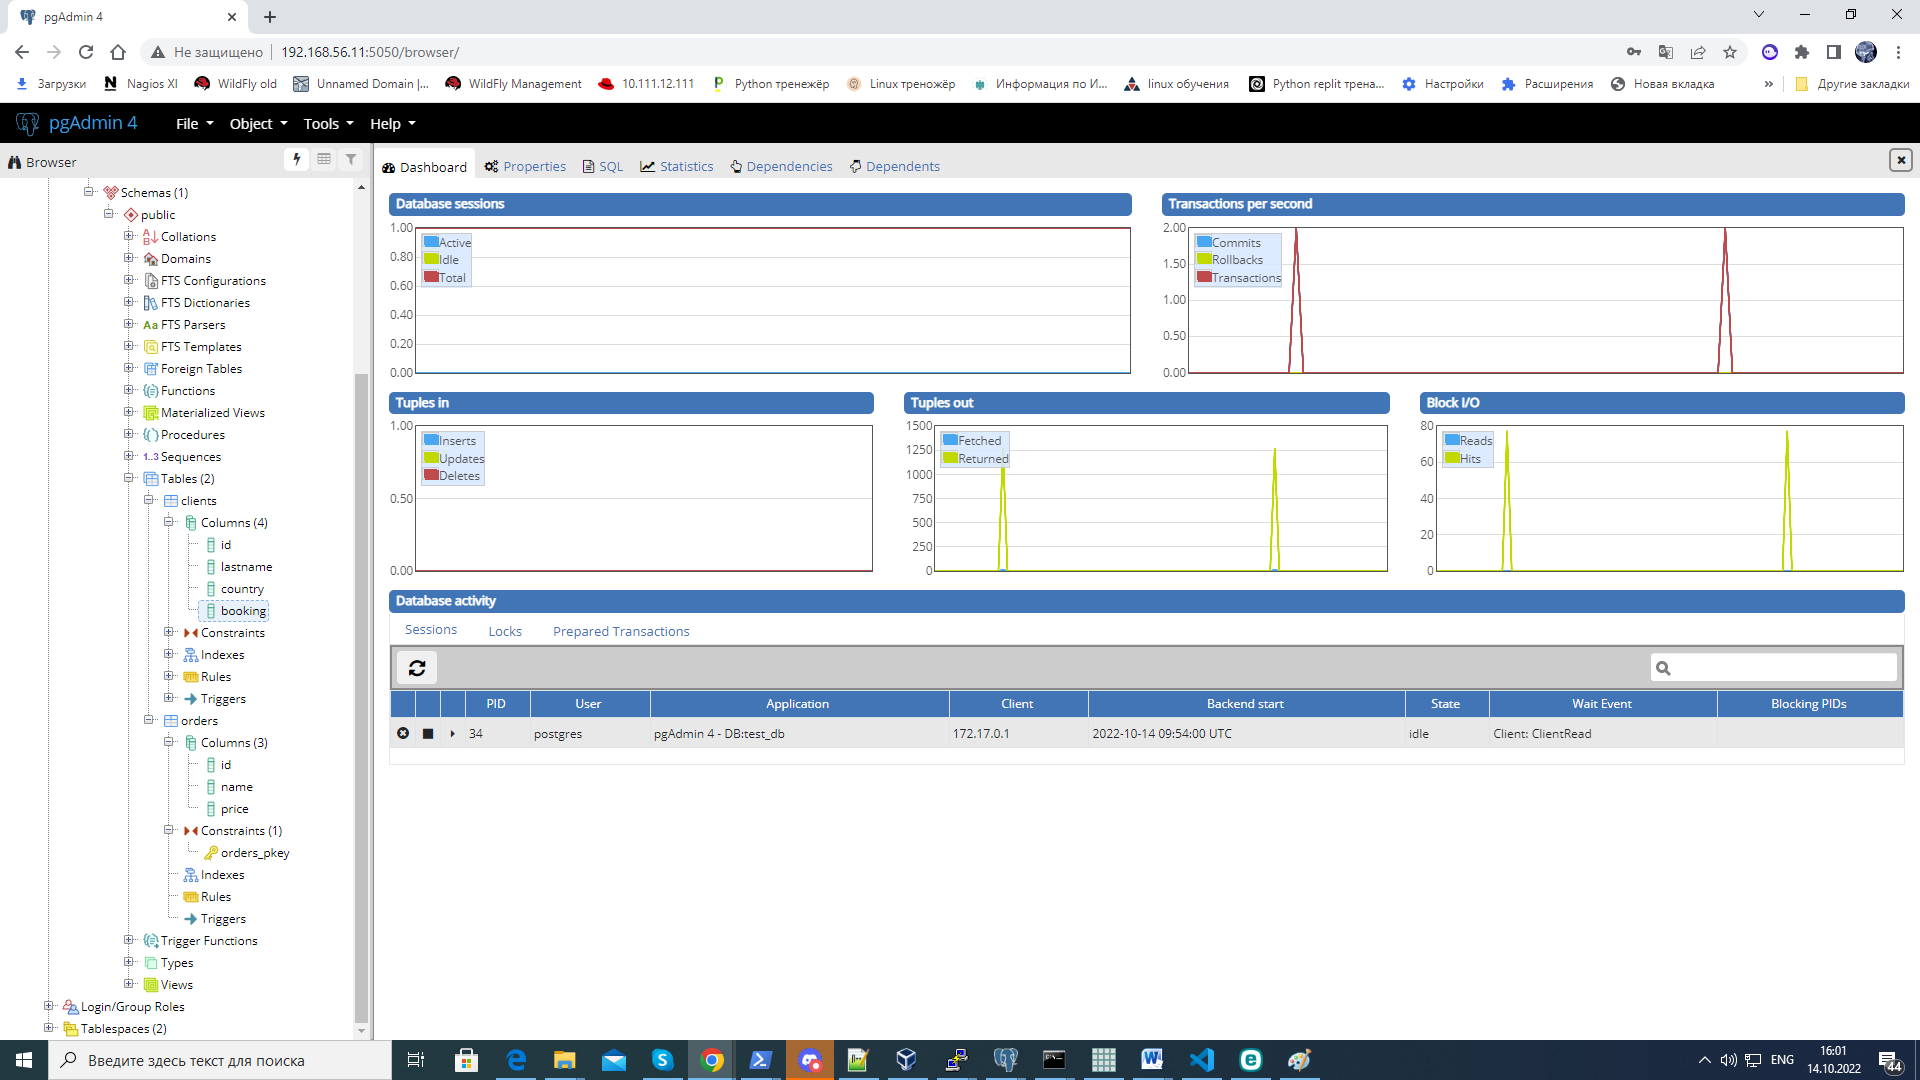 pgAdmin 4
Не защищено
192.168.56.11:5050/browser/
Загрузки
Nagios XI
WildFly old
Unnamed Domain |...
WildFly Management
10.111.12.111
Python тренежёр
Linux треножёр
Информация по И...
linux обучения
Python replit трена...
Настройки
Расширения
Новая вкладка
»
Другие закладки
pgAdmin 4
File
Object
Tools
Help
Browser
Schemas (1)
public
Collations
Domains
FTS Configurations
FTS Dictionaries
Aa FTS Parsers
FTS Templates
Foreign Tables
Functions
Materialized Views
Procedures
1..3 Sequences
Tables (2)
clients
Columns (4)
id
lastname
country
booking
Constraints
Indexes
Rules
Triggers
orders
Columns (3)
id
name
price
Constraints (1)
orders_pkey
Indexes
Rules
Triggers
Trigger Functions
Types
Views
Login/Group Roles
Tablespaces (2)
Dashboard
Properties
SQL
Statistics
Dependencies
Dependents
Database sessions
1.00
0.80
0.60
0.40
0.20
0.00
Active
Idle
Total
Transactions per second
2.00
1.50
1.00
0.50
0.00
Commits
Rollbacks
Transactions
Tuples in
1.00
0.50
0.00
Inserts
Updates
Deletes
Tuples out
1500
1250
1000
750
500
250
0
Fetched
Returned
Block I/O
80
60
40
20
0
Reads
Hits
Database activity
Sessions
Locks
Prepared Transactions
PID User Application Client Backend start State Wait Event Blocking PIDs
34 postgres pgAdmin 4 - DB:test_db 172.17.0.1 2022-10-14 09:54:00 UTC idle Client: ClientRead
Введите здесь текст для поиска
ENG
16:01
14.10.2022
44